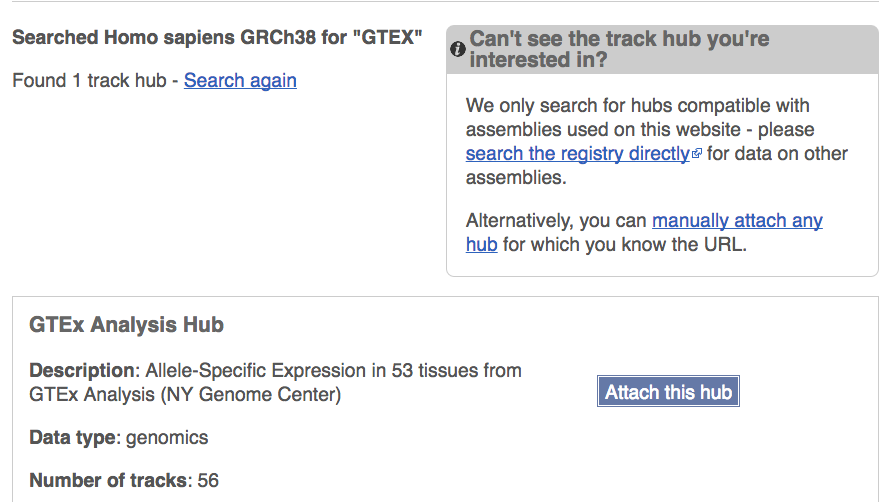 Searched Homo sapiens GRCh38 for "GTEX"
Found 1 track hub - Search again
Can't see the track hub you're
interested in?
We only search for hubs compatible with
assemblies used on this website - please
search the registry directly for data on other
assemblies.
Alternatively, you can manually attach any
hub for which you know the URL.
GTEx Analysis Hub
Description: Allele-Specific Expression in 53 tissues from
GTEx Analysis (NY Genome Center)
Attach this hub
Data type: genomics
Number of tracks: 56